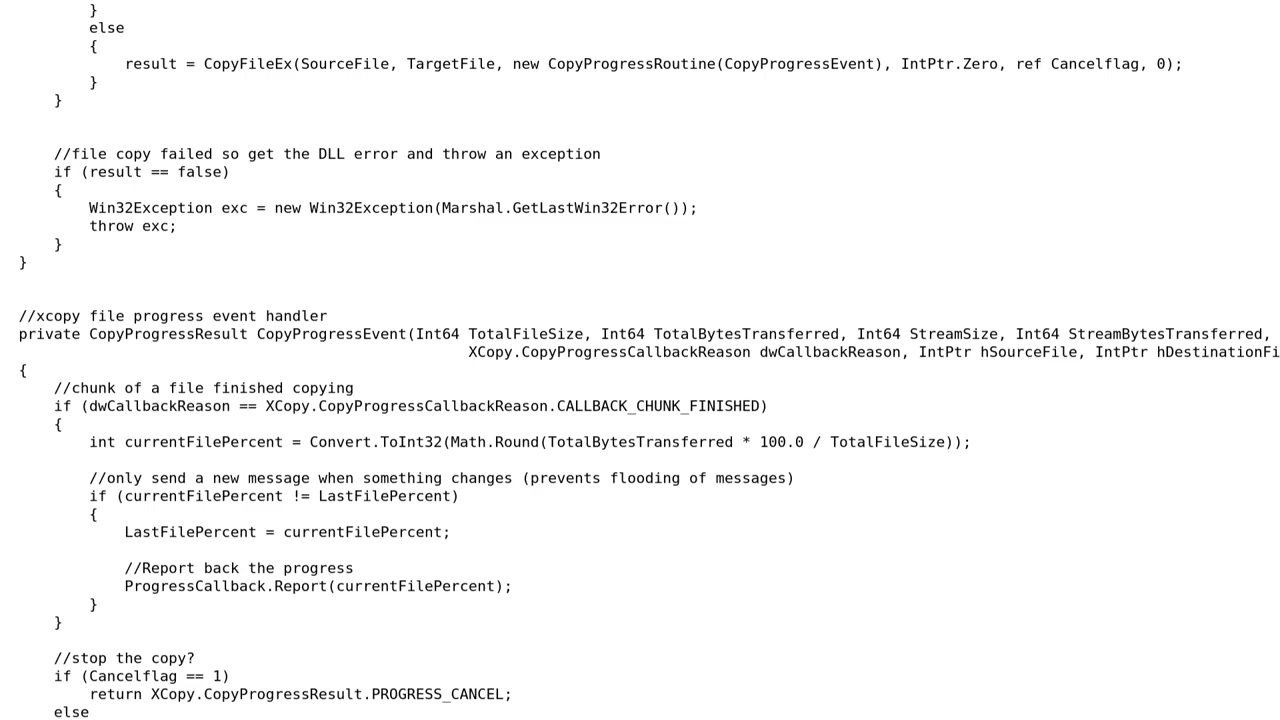 }
        else
        {
            result = CopyFileEx(SourceFile, TargetFile, new CopyProgressRoutine(CopyProgressEvent), IntPtr.Zero, ref Cancelflag, 0);
        }
    }

    //file copy failed so get the DLL error and throw an exception
    if (result == false)
    {
        Win32Exception exc = new Win32Exception(Marshal.GetLastWin32Error());
        throw exc;
    }
}

//xcopy file progress event handler
private CopyProgressResult CopyProgressEvent(Int64 TotalFileSize, Int64 TotalBytesTransferred, Int64 StreamSize, Int64 StreamBytesTransferred,
                                                   XCopy.CopyProgressCallbackReason dwCallbackReason, IntPtr hSourceFile, IntPtr hDestinationFi
{
    //chunk of a file finished copying
    if (dwCallbackReason == XCopy.CopyProgressCallbackReason.CALLBACK_CHUNK_FINISHED)
    {
        int currentFilePercent = Convert.ToInt32(Math.Round(TotalBytesTransferred * 100.0 / TotalFileSize));

        //only send a new message when something changes (prevents flooding of messages)
        if (currentFilePercent != LastFilePercent)
        {
            LastFilePercent = currentFilePercent;

            //Report back the progress
            ProgressCallback.Report(currentFilePercent);
        }
    }

    //stop the copy?
    if (Cancelflag == 1)
        return XCopy.CopyProgressResult.PROGRESS_CANCEL;
    else